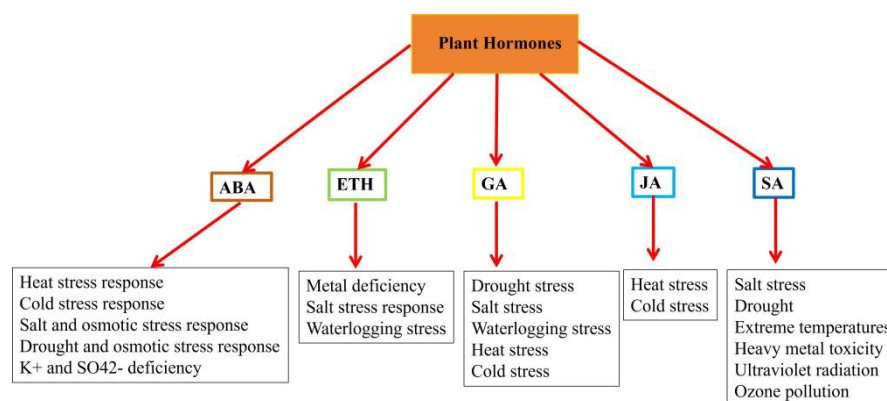 Plant Hormones
ABA
ETH
GA
JA
SA
Heat stress response
Cold stress response
Salt and osmotic stress response
Drought and osmotic stress response
K+ and SO42- deficiency
Metal deficiency
Salt stress response
Waterlogging stress
Drought stress
Salt stress
Waterlogging stress
Heat stress
Cold stress
Heat stress
Cold stress
Salt stress
Drought
Extreme temperatures
Heavy metal toxicity
Ultraviolet radiation
Ozone pollution